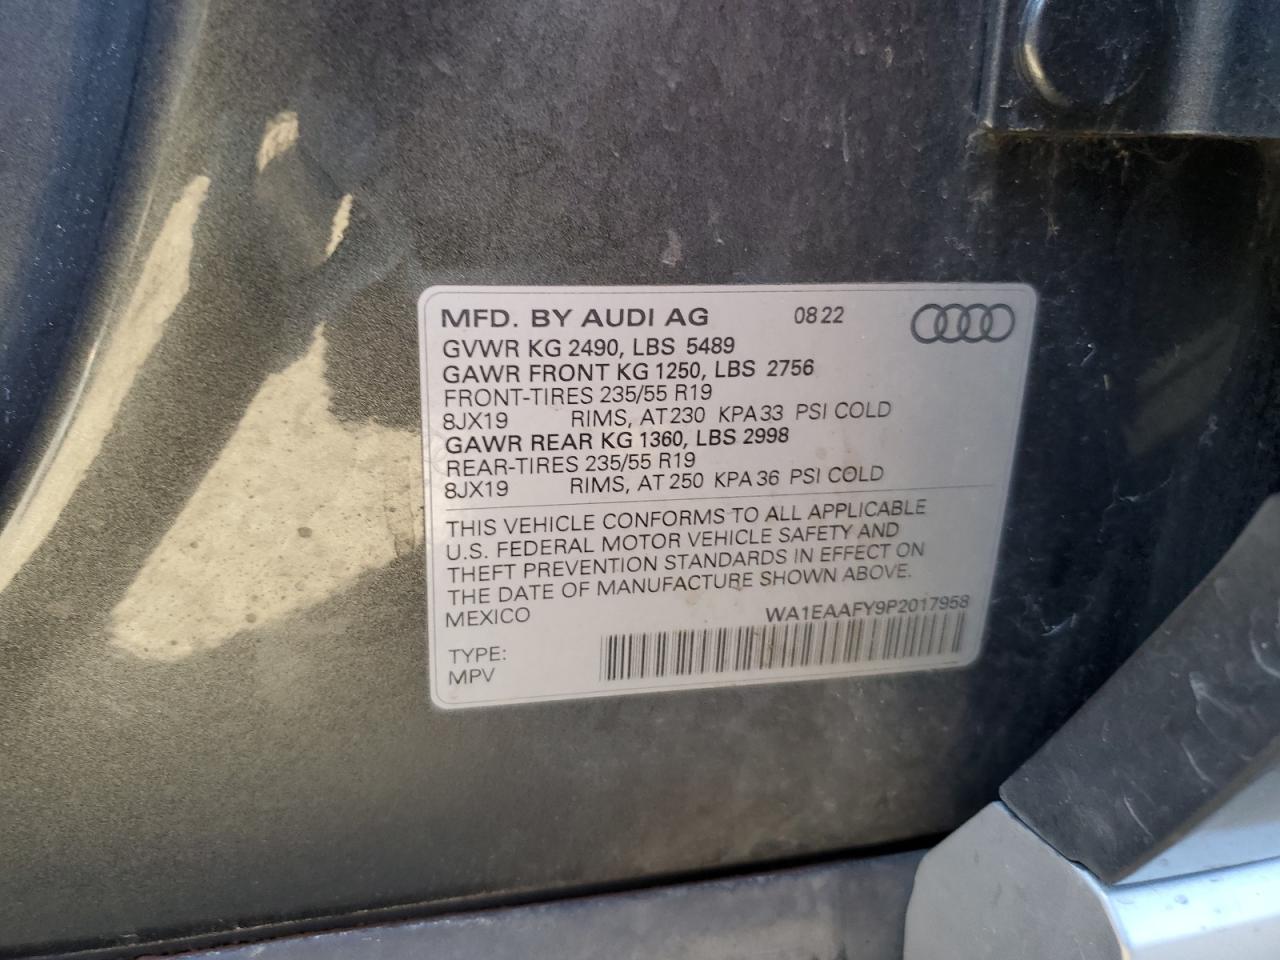 MFD. BY AUDI AG 0822
GVWR KG 2490, LBS 5489
GAWR FRONT KG 1250, LBS 2756
FRONT-TIRES 235/55 R19
8JX19 RIMS, AT 230 KPA 33 PSI COLD
GAWR REAR KG 1360, LBS 2998
REAR-TIRES 235/55 R19
8JX19 RIMS, AT 250 KPA 36 PSI COLD
THIS VEHICLE CONFORMS TO ALL APPLICABLE
U.S. FEDERAL MOTOR VEHICLE SAFETY AND
THEFT PREVENTION STANDARDS IN EFFECT ON
THE DATE OF MANUFACTURE SHOWN ABOVE.
MEXICO WA1EAAFY9P2017958
TYPE:
MPV